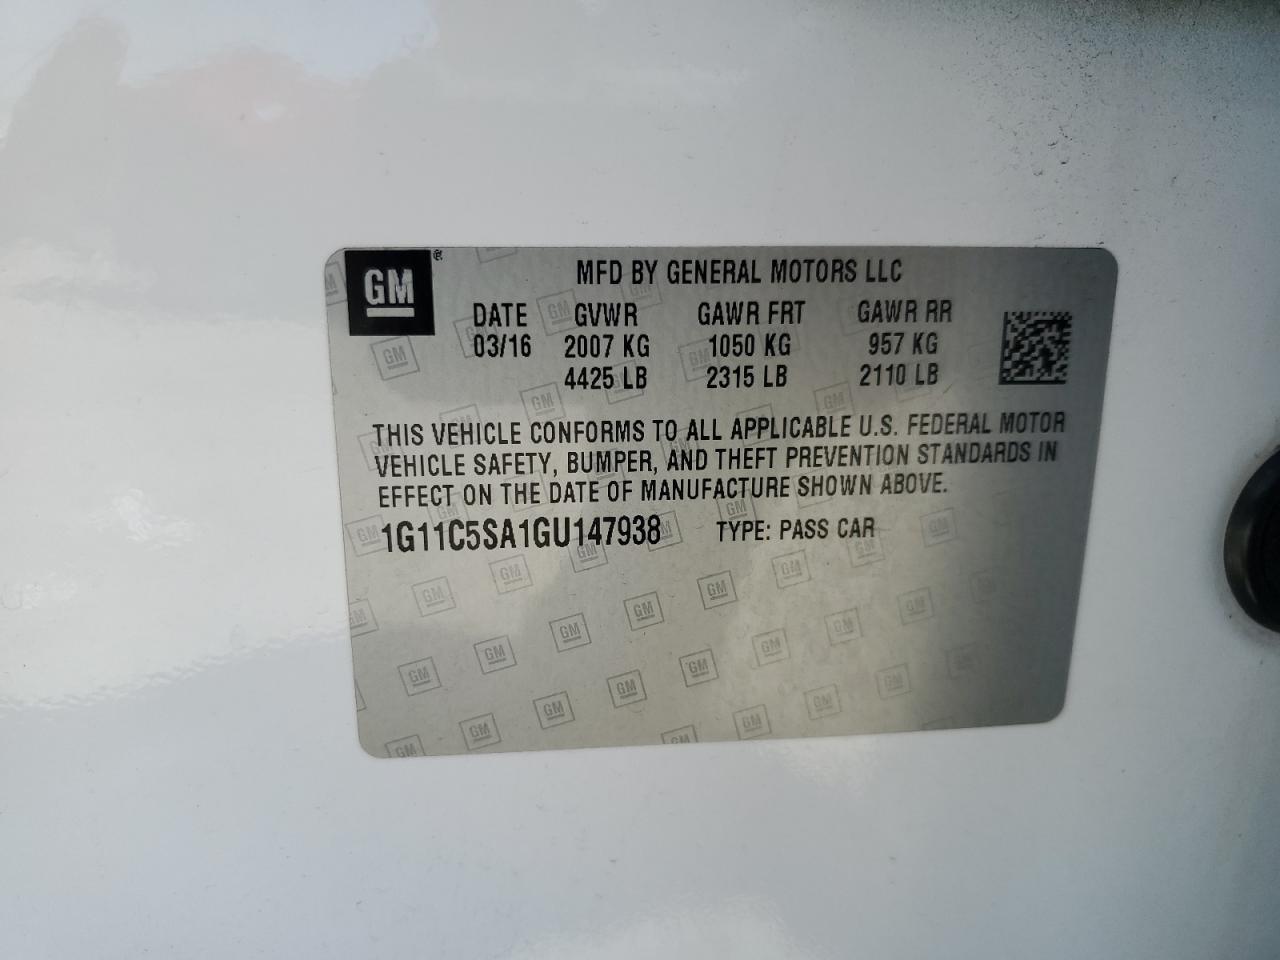 GM
MFD BY GENERAL MOTORS LLC
DATE GVWR GAWR FRT GAWR RR
03/16 2007 KG 1050 KG 957 KG
4425 LB 2315 LB 2110 LB
THIS VEHICLE CONFORMS TO ALL APPLICABLE U.S. FEDERAL MOTOR
VEHICLE SAFETY, BUMPER, AND THEFT PREVENTION STANDARDS IN
EFFECT ON THE DATE OF MANUFACTURE SHOWN ABOVE.
1G11C5SA1GU147938 TYPE: PASS CAR